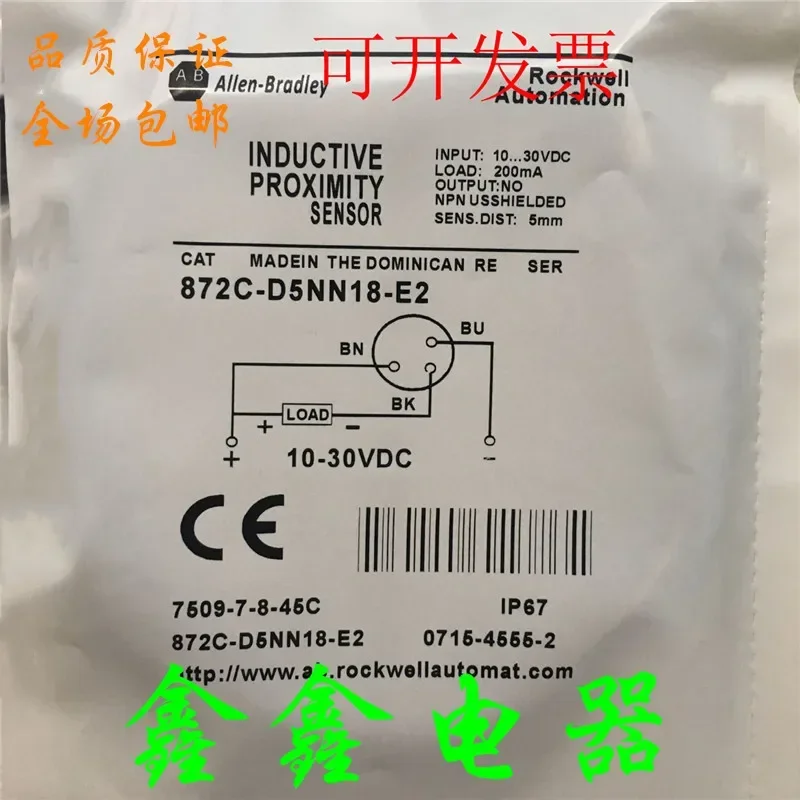 品质保证
全场包邮
可开发票
AB Allen-Bradley
Rockwell
Automation
INDUCTIVE
PROXIMITY
SENSOR
INPUT: 10...30VDC
LOAD: 200mA
OUTPUT:NO
NPN USSHIELDED
SENS.DIST: 5mm
CAT MADEIN THE DOMINICAN RE SER
872C-D5NN18-E2
BN
BU
BK
+ LOAD -
+ 10-30VDC -
CE
7509-7-8-45C IP67
872C-D5NN18-E2 0715-4555-2
http://www.ab.rockwellautomat.com
鑫鑫电器